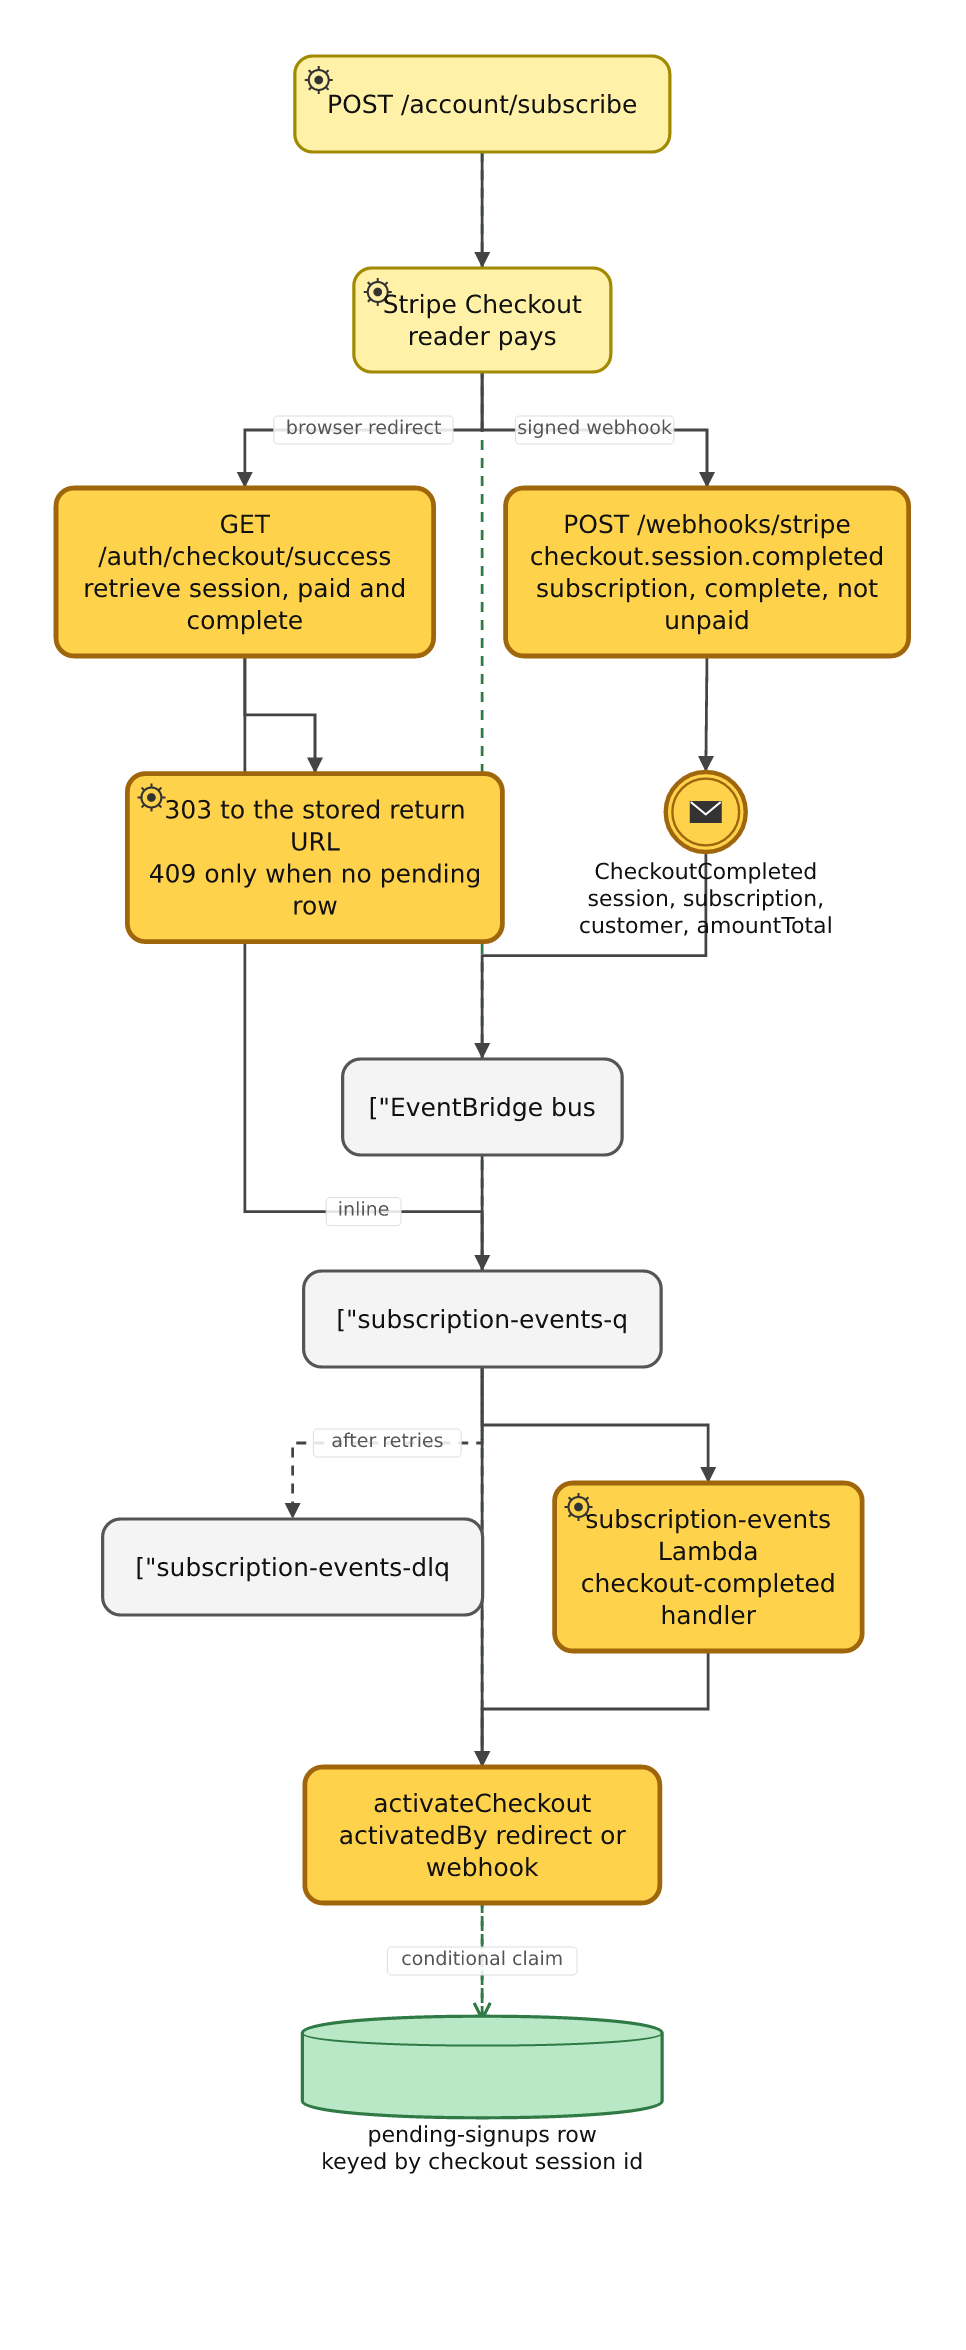 POST /account/subscribe
Stripe Checkout
reader pays
browser redirect
signed webhook
GET
/auth/checkout/success
retrieve session, paid and
complete
POST /webhooks/stripe
checkout.session.completed
subscription, complete, not
unpaid
303 to the stored return
URL
409 only when no pending
row
CheckoutCompleted
session, subscription,
customer, amountTotal
["EventBridge bus
inline
["subscription-events-q
after retries
["subscription-events-dlq
subscription-events
Lambda
checkout-completed
handler
activateCheckout
activatedBy redirect or
webhook
conditional claim
pending-signups row
keyed by checkout session id